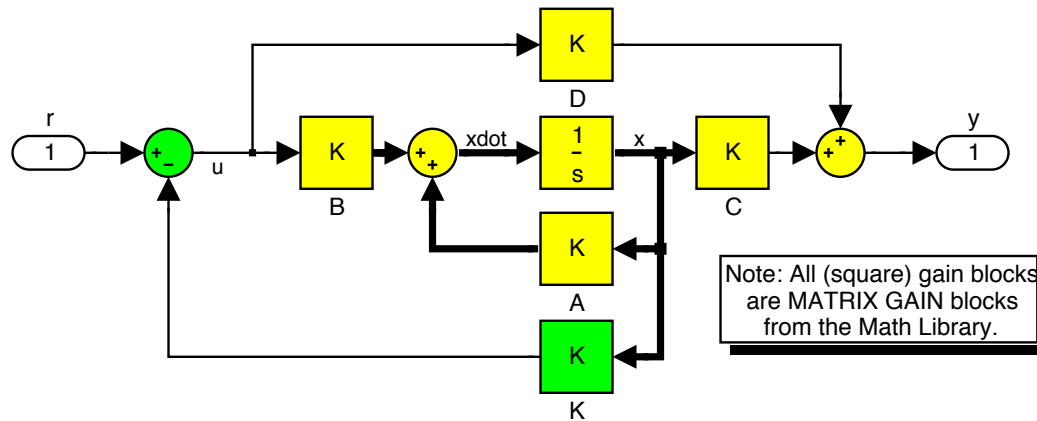 K
D
r
1
+
−
u
K
B
+
+
xdot
1
s
x
K
C
+
+
y
1
K
A
K
K
Note: All (square) gain blocks
are MATRIX GAIN blocks
from the Math Library.